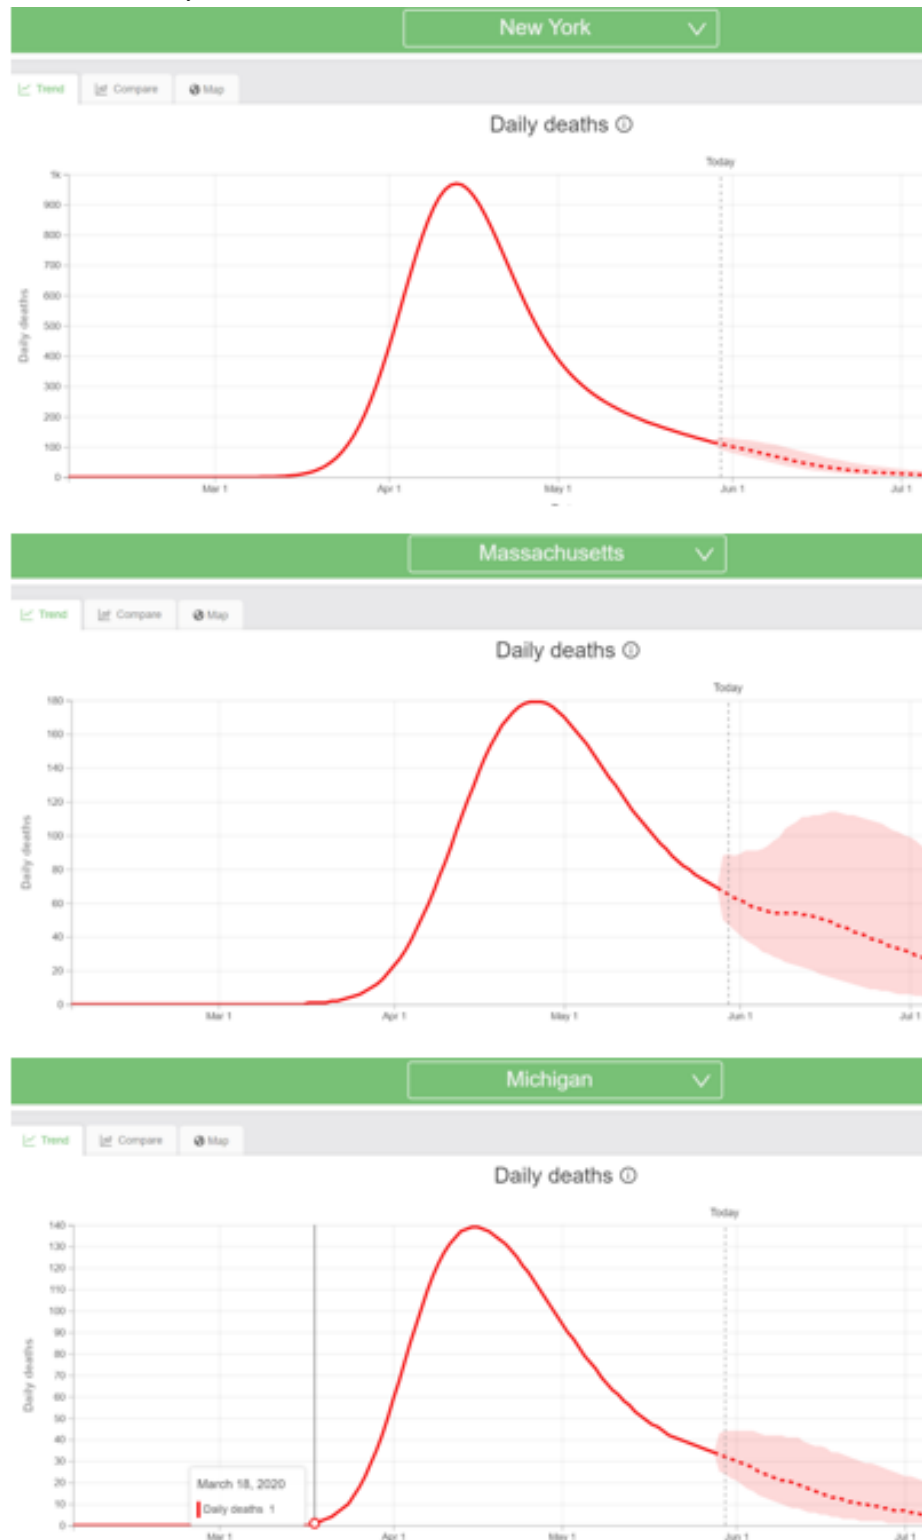 New York
Trend Compare Map
Daily deaths
Today
1k
900
800
700
600
500
400
300
200
100
0
Daily deaths
Mar 1 Apr 1 May 1 Jun 1 Jul 1
Massachusetts
Trend Compare Map
Daily deaths
Today
180
160
140
120
100
80
60
40
20
0
Daily deaths
Mar 1 Apr 1 May 1 Jun 1 Jul 1
Michigan
Trend Compare Map
Daily deaths
Today
140
130
120
110
100
90
80
70
60
50
40
30
20
10
0
Daily deaths
March 18, 2020
Daily deaths 1
Mar 1 Apr 1 May 1 Jun 1 Jul 1